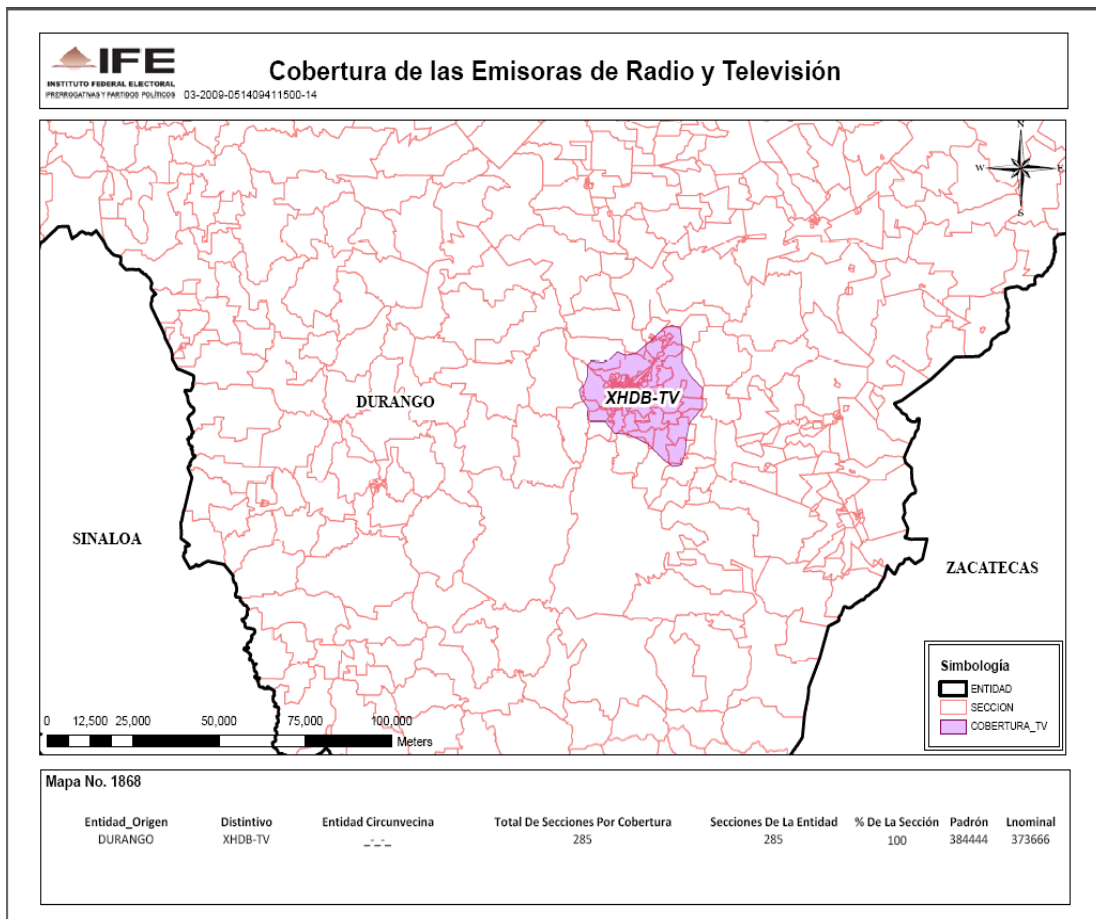 IFE
INSTITUTO FEDERAL ELECTORAL
PRERROGATIVAS Y PARTIDOS POLÍTICOS
03-2009-051409411500-14
Cobertura de las Emisoras de Radio y Televisión
N
W E
S
DURANGO
XHDB-TV
SINALOA
ZACATECAS
Simbología
ENTIDAD
SECCION
COBERTURA_TV
0 12,500 25,000 50,000 75,000 100,000
Meters
Mapa No. 1868
Entidad_Origen Distintivo Entidad Circunvecina Total De Secciones Por Cobertura Secciones De La Entidad % De La Sección Padrón Lnominal
DURANGO XHDB-TV _-_-_ 285 285 100 384444 373666